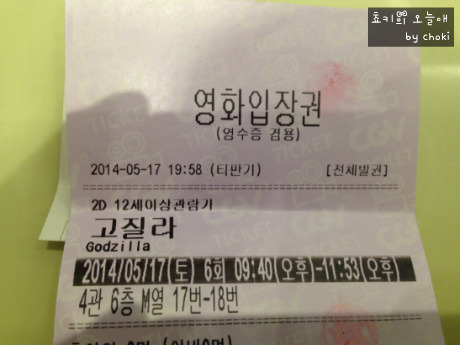 쵸키의 오늘애
by choki
영화입장권
(영수증 겸용)
2014-05-17 19:58 (티판기) [전체발권]
2D 12세이상관람가
고질라
Godzilla
2014/05/17(토) 6회 09:40(오후)-11:53(오후)
4관 6층 M열 17번-18번